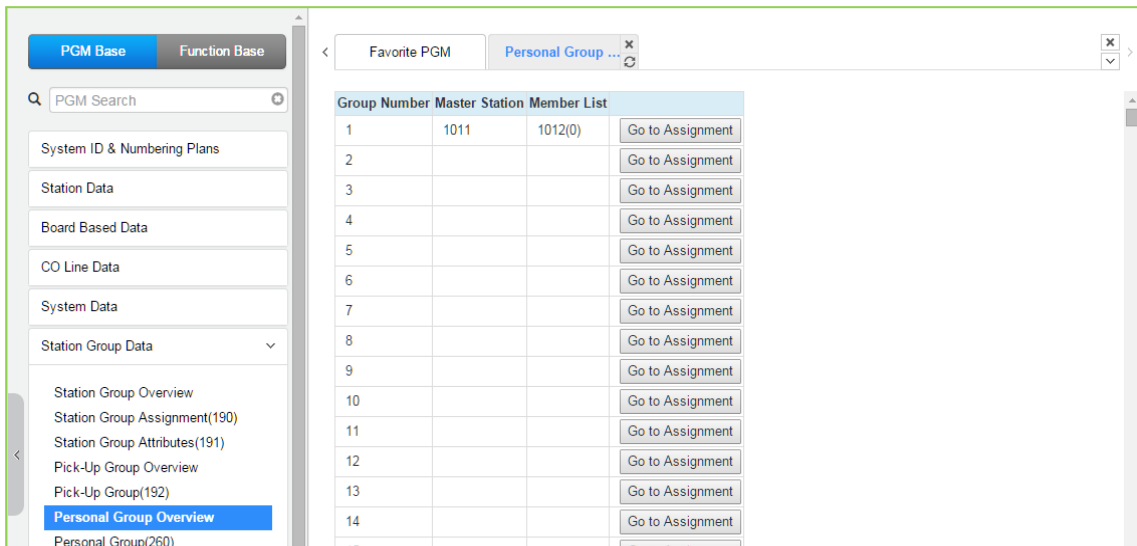 PGM Base Function Base
PGM Search
System ID & Numbering Plans
Station Data
Board Based Data
CO Line Data
System Data
Station Group Data
Station Group Overview
Station Group Assignment(190)
Station Group Attributes(191)
Pick-Up Group Overview
Pick-Up Group(192)
Personal Group Overview
Personal Group(260)
Favorite PGM Personal Group ...
Group Number Master Station Member List
1 1011 1012(0) Go to Assignment
2 Go to Assignment
3 Go to Assignment
4 Go to Assignment
5 Go to Assignment
6 Go to Assignment
7 Go to Assignment
8 Go to Assignment
9 Go to Assignment
10 Go to Assignment
11 Go to Assignment
12 Go to Assignment
13 Go to Assignment
14 Go to Assignment